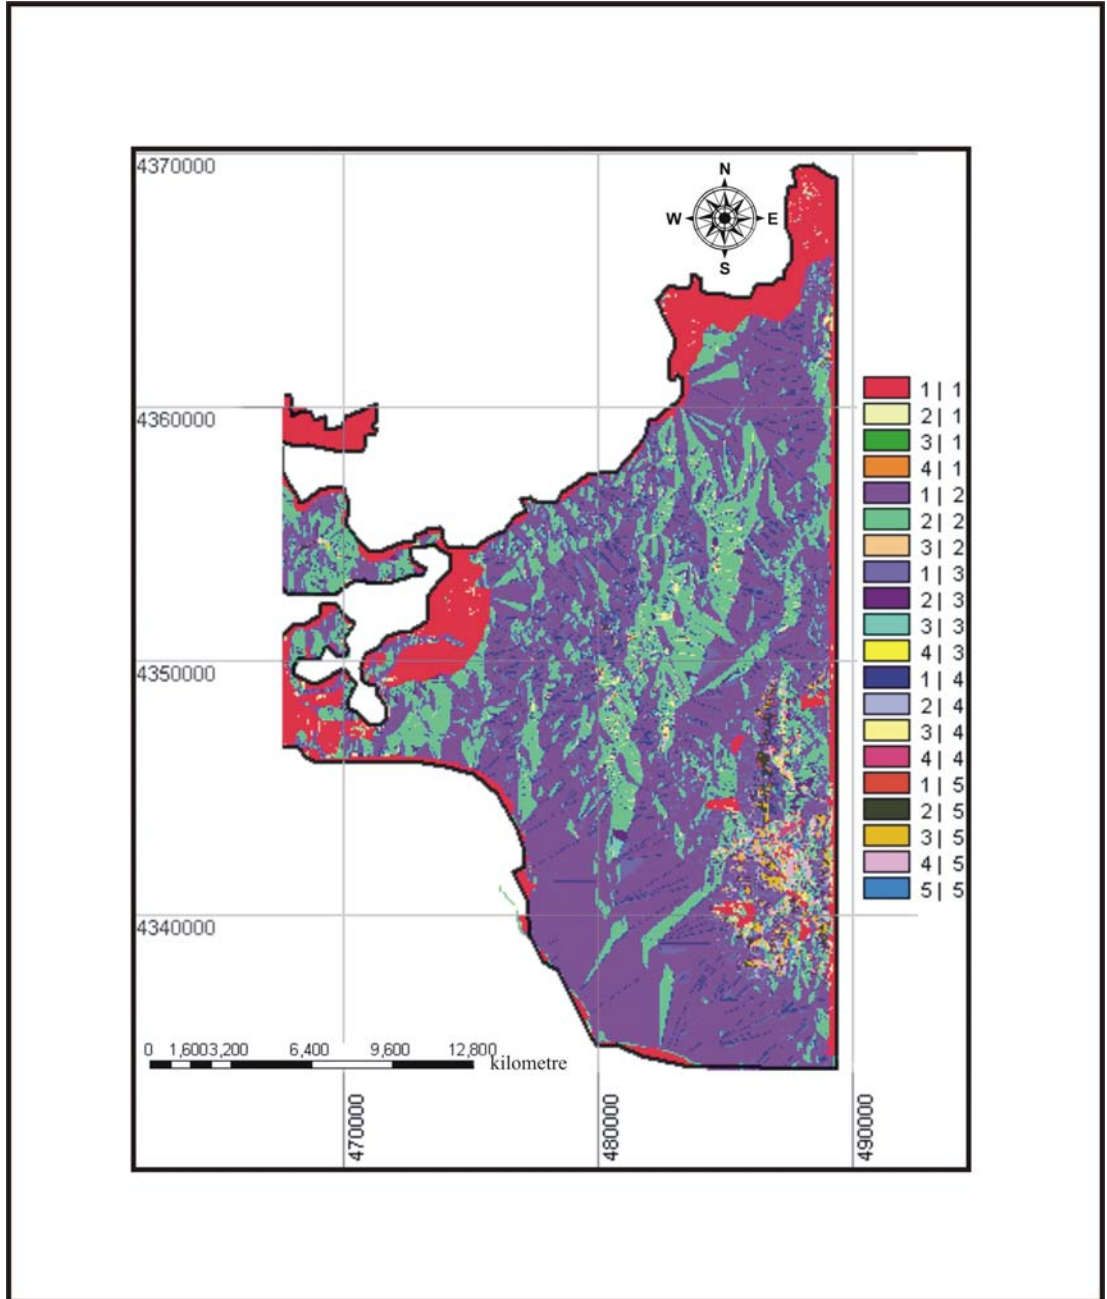 4370000
N
W E
S
4360000
4350000
4340000
1 | 1
2 | 1
3 | 1
4 | 1
1 | 2
2 | 2
3 | 2
1 | 3
2 | 3
3 | 3
4 | 3
1 | 4
2 | 4
3 | 4
4 | 4
1 | 5
2 | 5
3 | 5
4 | 5
5 | 5
0 1,6003,200 6,400 9,600 12,800
kilometre
470000
480000
490000